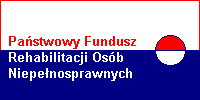 Państwowy Fundusz
Rehabilitacji Osób
Niepełnosprawnych